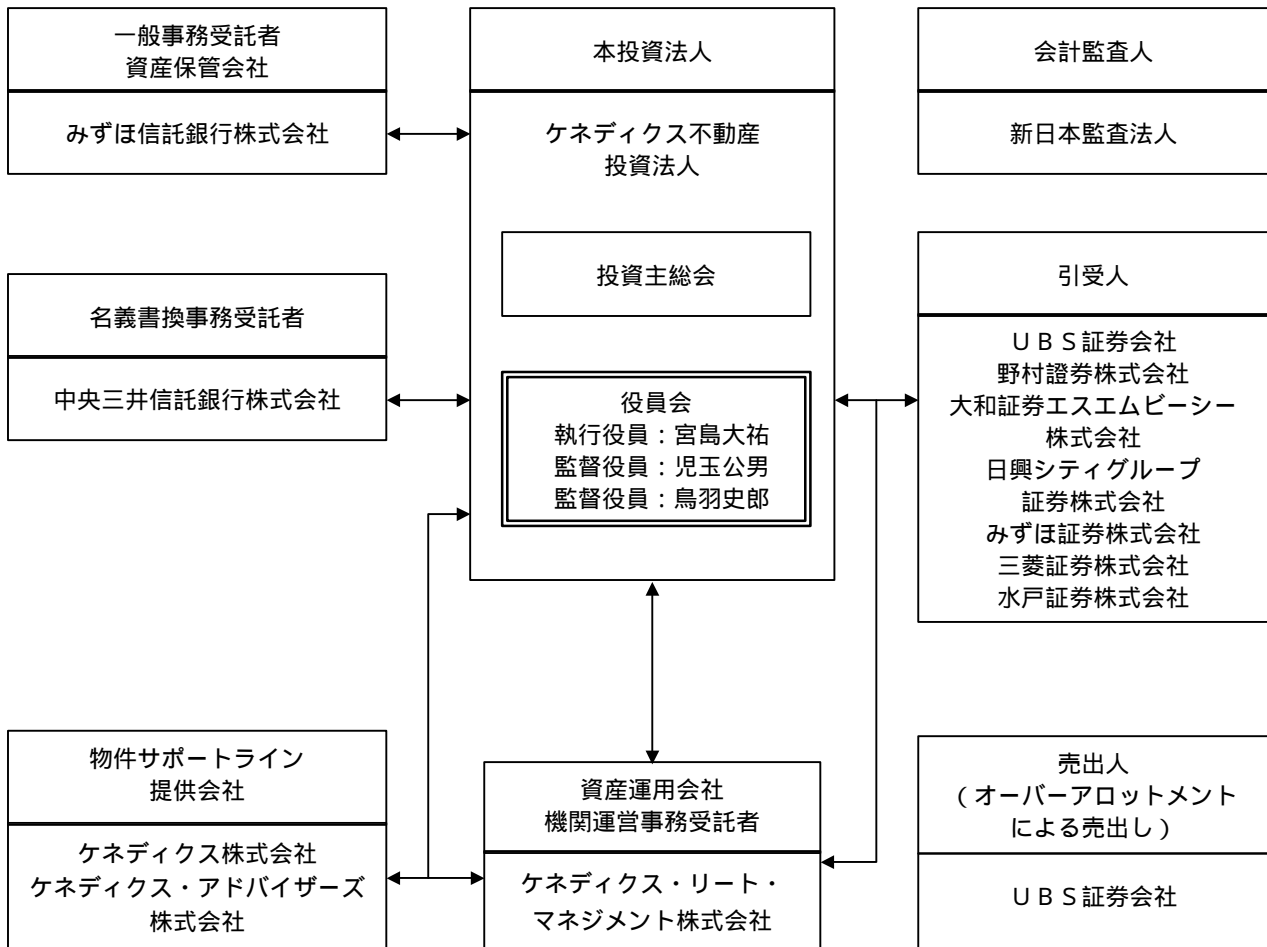 一般事務受託者
資産保管会社
みずほ信託銀行株式会社
本投資法人
ケネディクス不動産
投資法人
投資主総会
役員会
執行役員：宮島大祐
監督役員：児玉公男
監督役員：鳥羽史郎
会計監査人
新日本監査法人
名義書換事務受託者
中央三井信託銀行株式会社
引受人
ＵＢＳ証券会社
野村證券株式会社
大和証券エスエムビーシー
株式会社
日興シティグループ
証券株式会社
みずほ証券株式会社
三菱証券株式会社
水戸証券株式会社
物件サポートライン
提供会社
ケネディクス株式会社
ケネディクス・アドバイザーズ
株式会社
資産運用会社
機関運営事務受託者
ケネディクス・リート・
マネジメント株式会社
売出人
（オーバーアロットメント
による売出し）
ＵＢＳ証券会社